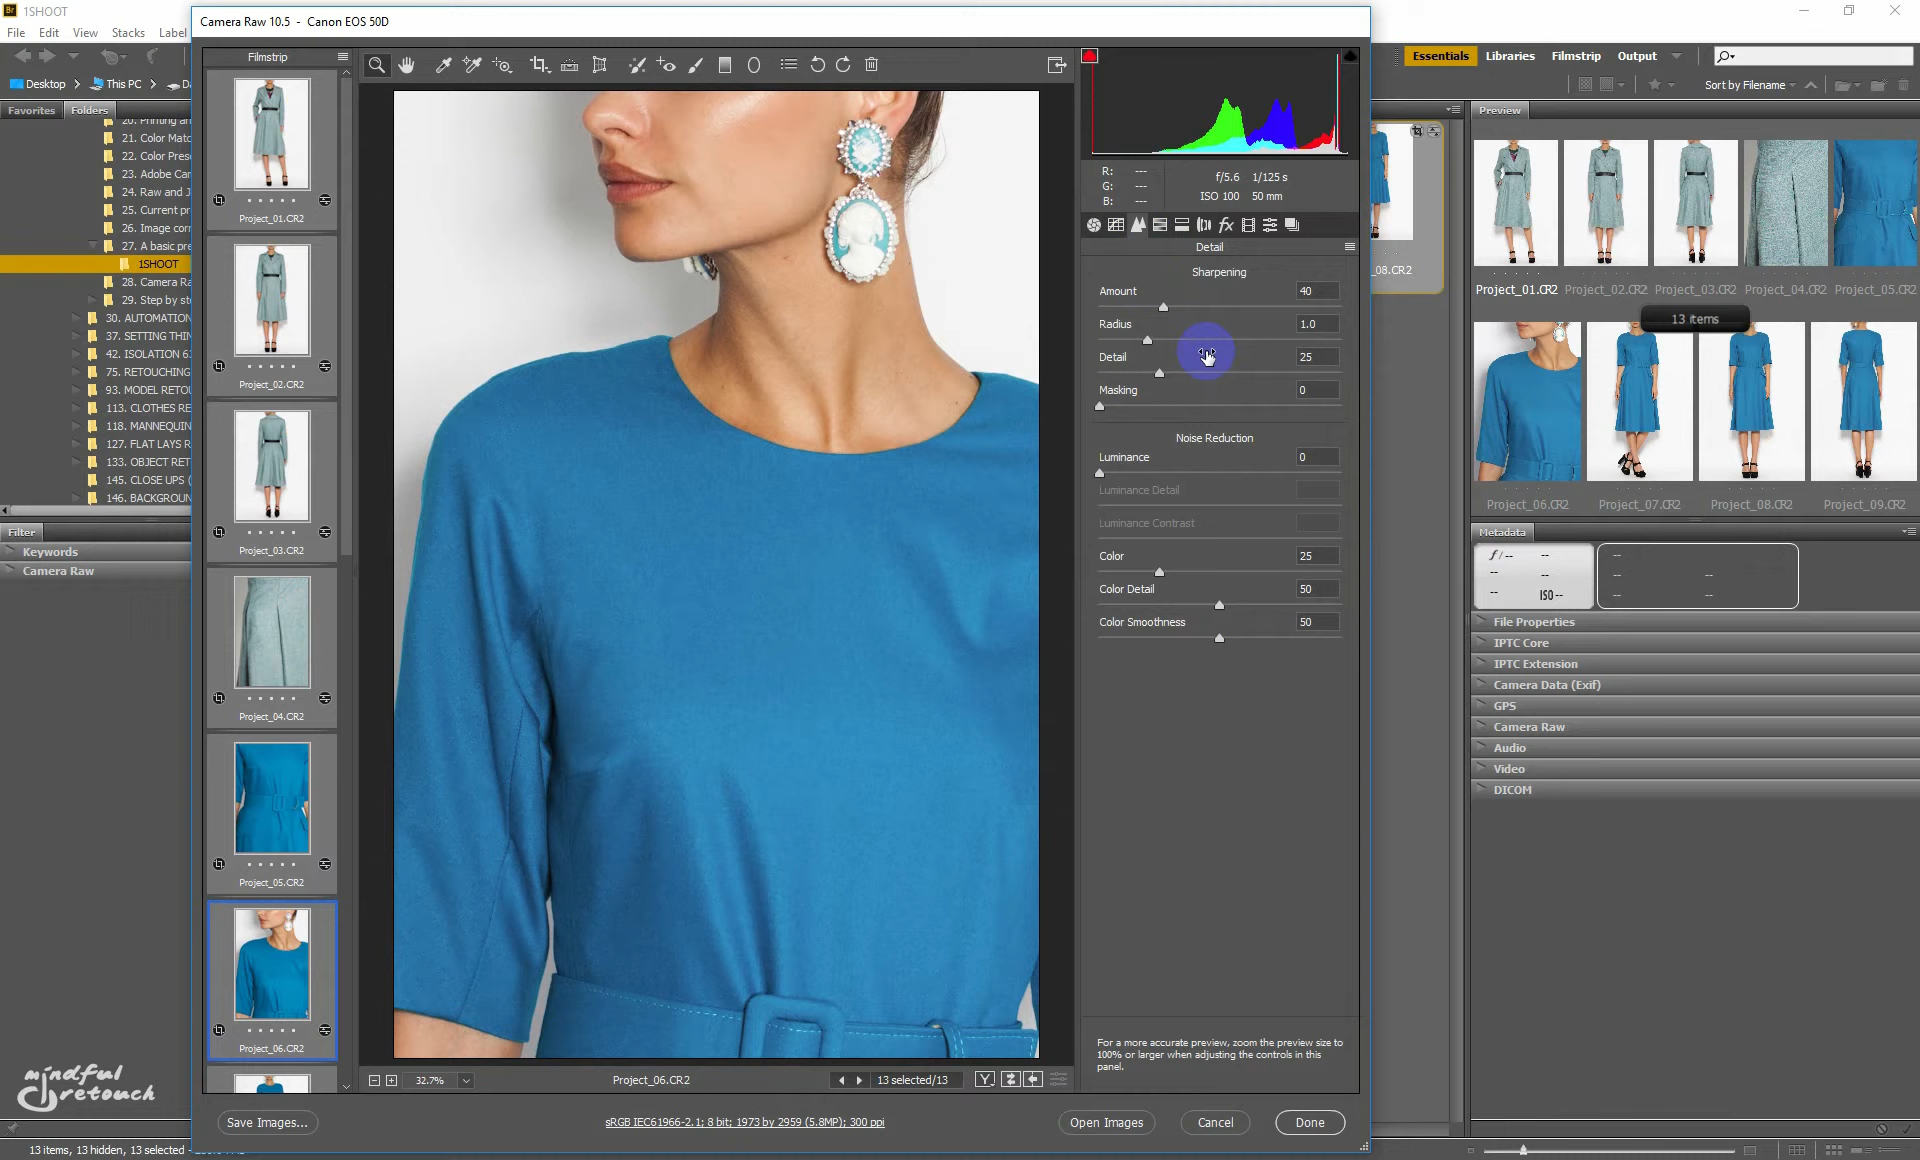 1SHOOT
File Edit View Stacks Label
Desktop This PC
Favorites Folders
21. Color Matc
22. Color Prese
23. Adobe Car
24. Raw and J
25. Current pr
26. Image corr
27. A basic pre
1SHOOT
28. Camera Ra
29. Step by st
30. AUTOMATION
37. SETTING THIN
42. ISOLATION 6
75. RETOUCHING
93. MODEL RETO
113. CLOTHES RE
118. MANNEQUIN
127. FLAT LAYS R
133. OBJECT RET
145. CLOSE UPS (
146. BACKGROUN
Filter
Keywords
Camera Raw
mindful
retouch
13 items, 13 hidden, 13 selected
Camera Raw 10.5 - Canon EOS 50D
Filmstrip
Project_01.CR2
Project_02.CR2
Project_03.CR2
Project_04.CR2
Project_05.CR2
Project_06.CR2
32.7%
Project_06.CR2
13 selected/13
Y
Save Images...
sRGB IEC61966-2.1; 8 bit; 1973 by 2959 (5.8MP); 300 ppi
Open Images Cancel Done
R: ---
G: ---
B: ---
f/5.6 1/125 s
ISO 100 50 mm
fx
Detail
Sharpening
Amount 40
Radius 1.0
Detail 25
Masking 0
Noise Reduction
Luminance 0
Luminance Detail
Luminance Contrast
Color 25
Color Detail 50
Color Smoothness 50
For a more accurate preview, zoom the preview size to
100% or larger when adjusting the controls in this
panel.
Essentials Libraries Filmstrip Output
Sort by Filename
_08.CR2
Preview
Project_01.CR2 Project_02.CR2 Project_03.CR2 Project_04.CR2 Project_05.CR2
13 items
Project_06.CR2 Project_07.CR2 Project_08.CR2 Project_09.CR2
Metadata
f/-- --
-- --
-- ISO --
--
-- --
-- --
File Properties
IPTC Core
IPTC Extension
Camera Data (Exif)
GPS
Camera Raw
Audio
Video
DICOM